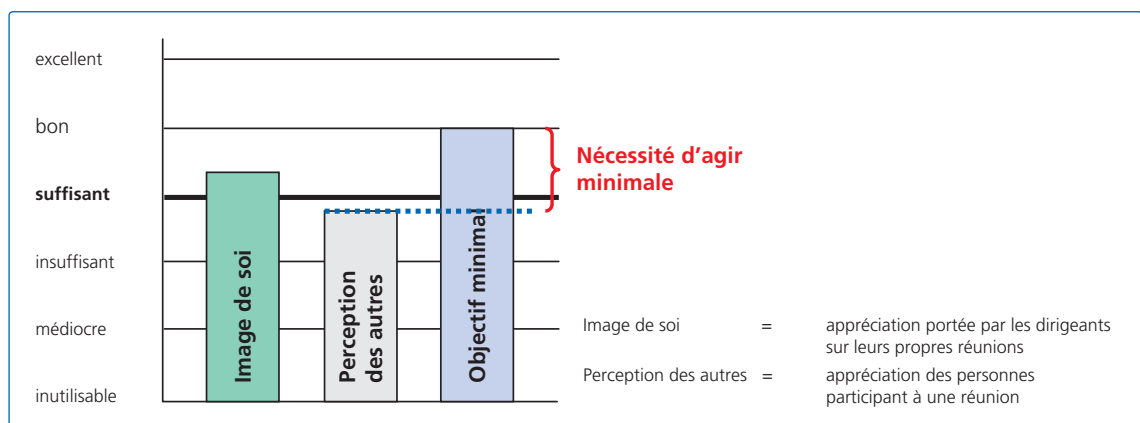 excellent
bon
suffisant
insuffisant
médiocre
inutilisable
Image de soi
Perception
des autres
Objectif minimal
Nécessité d'agir
minimale
Image de soi = appréciation portée par les dirigeants
sur leurs propres réunions
Perception des autres = appréciation des personnes
participant à une réunion